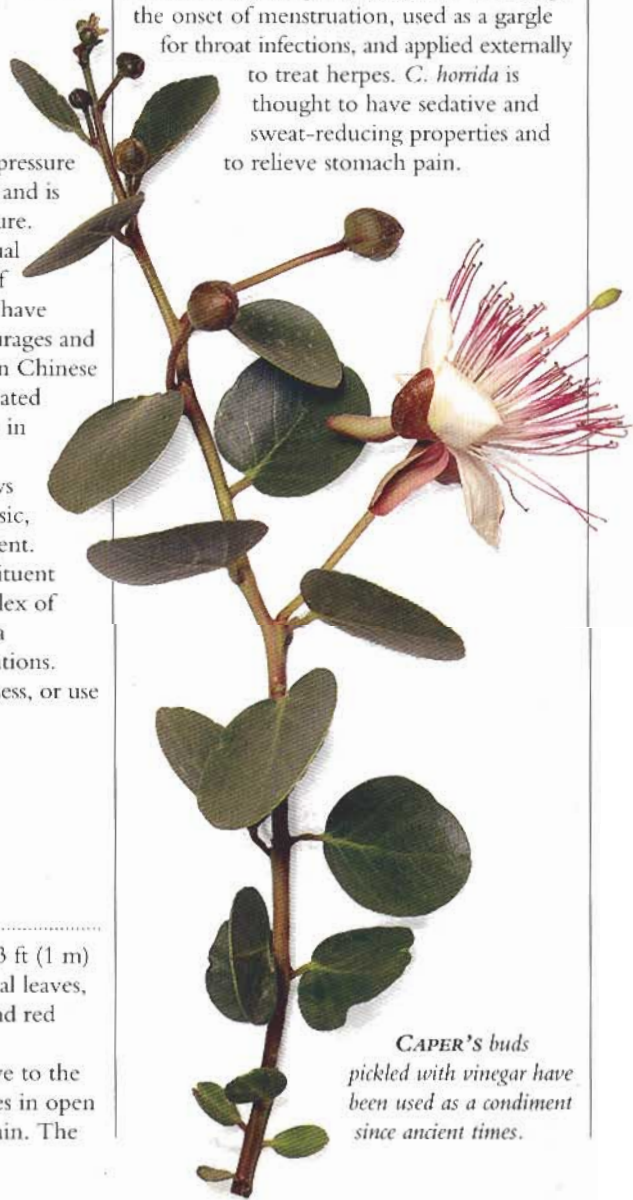 pressure
and is
ure.
ual
f
have
urages and
n Chinese
ated
in
ws
sic,
ent.
ituent
lex of
a
tions.
ess, or use
3 ft (1 m)
al leaves,
nd red
ve to the
es in open
ain. The
the onset of menstruation, used as a gargle
for throat infections, and applied externally
to treat herpes. C. horrida is
thought to have sedative and
sweat-reducing properties and
to relieve stomach pain.
CAPER'S buds
pickled with vinegar have
been used as a condiment
since ancient times.